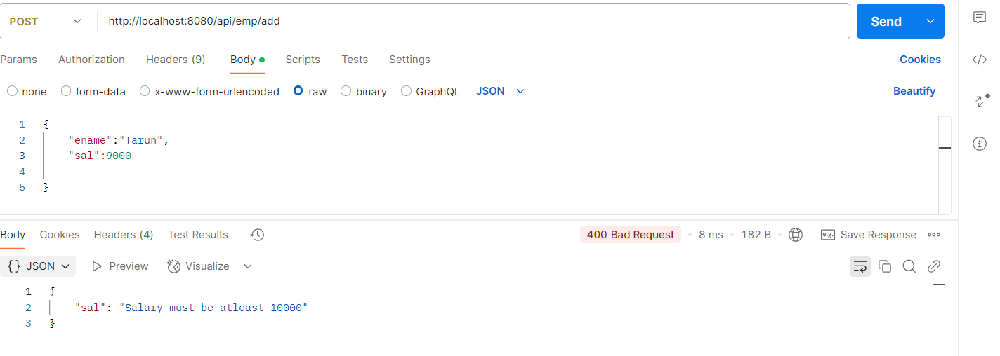 POST http://localhost:8080/api/emp/add Send
Params Authorization Headers (9) Body Scripts Tests Settings Cookies
none form-data x-www-form-urlencoded raw binary GraphQL JSON Beautify
1 {
2 "ename":"Tarun",
3 "sal":9000
4
5 }
Body Cookies Headers (4) Test Results 400 Bad Request • 8 ms • 182 B • e.g. Save Response
{} JSON Preview Visualize
1 {
2 "sal": "Salary must be atleast 10000"
3 }